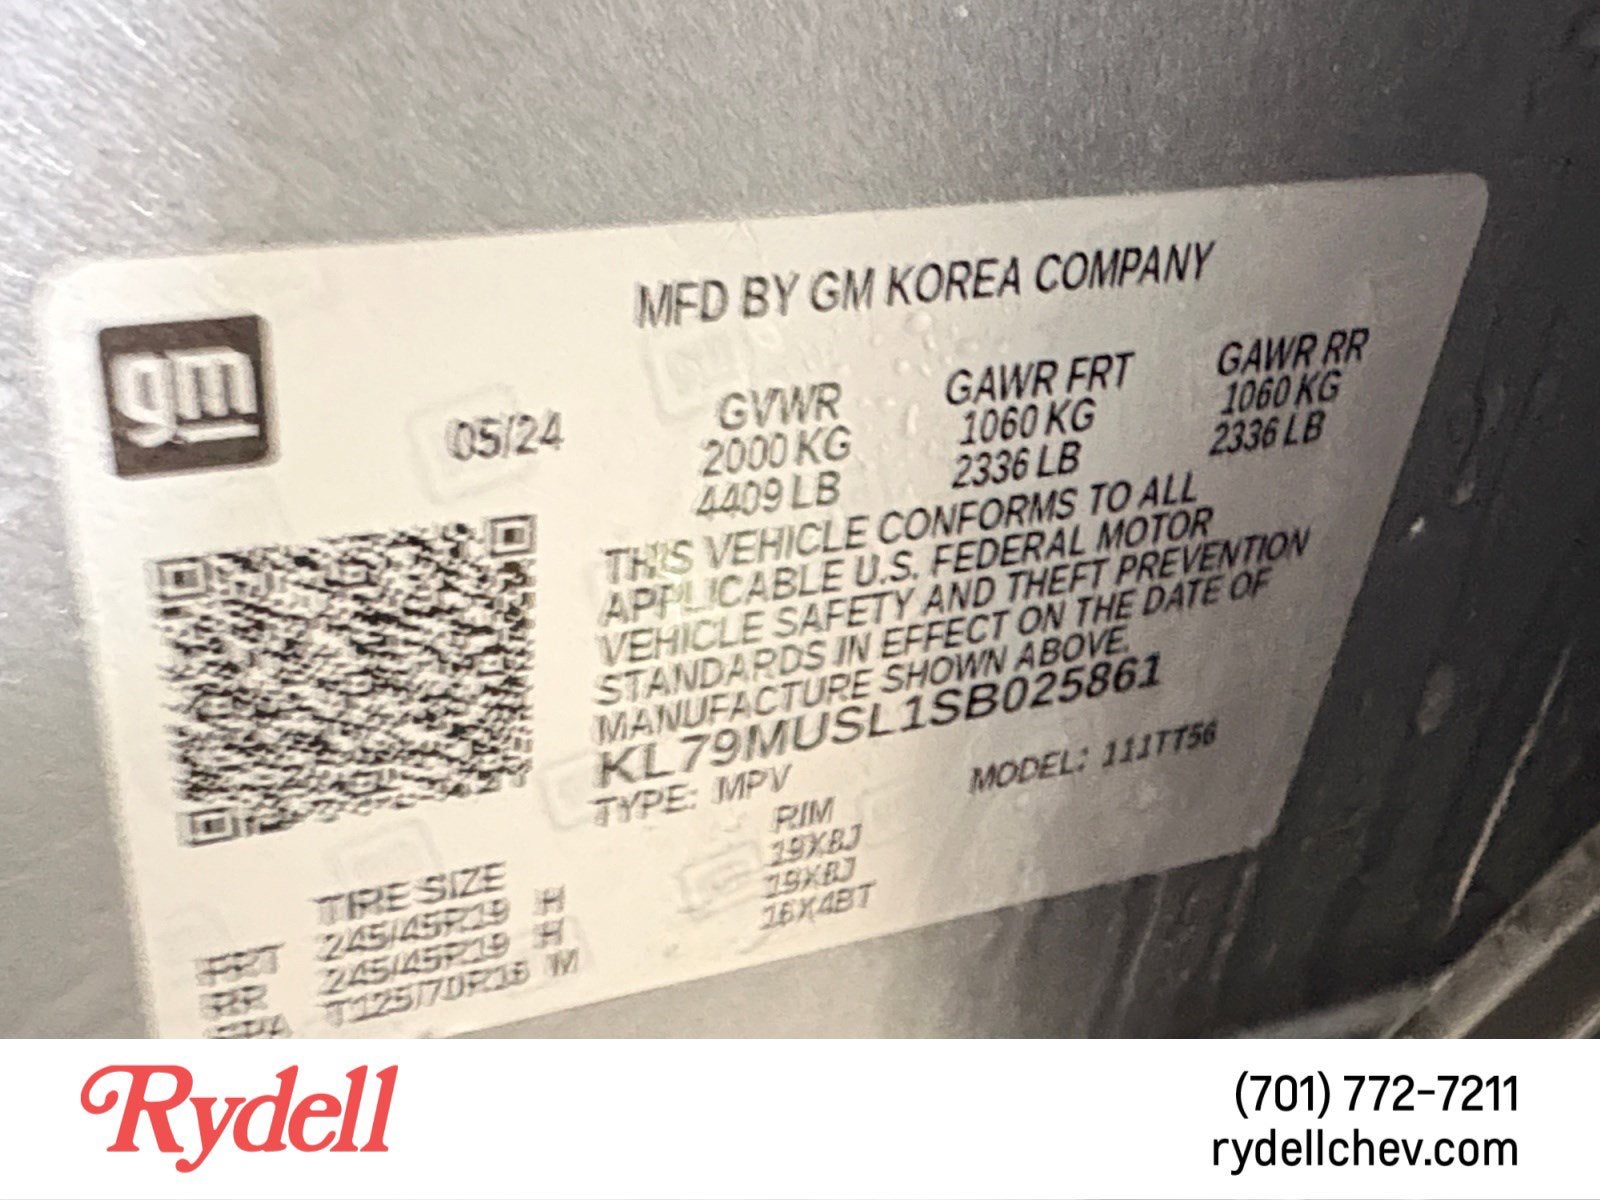 MFD BY GM KOREA COMPANY
gm
05/24
GVWR GAWR FRT GAWR RR
2000 KG 1060 KG 1060 KG
4409 LB 2336 LB 2336 LB
THIS VEHICLE CONFORMS TO ALL
APPLICABLE U.S. FEDERAL MOTOR
VEHICLE SAFETY AND THEFT PREVENTION
STANDARDS IN EFFECT ON THE DATE OF
MANUFACTURE SHOWN ABOVE.
KL79MUSL1SB025861
TYPE: MPV MODEL: 111TT56
TIRE SIZE RIM
FRT 245/45R19 H 19X8J
RR 245/45R19 H 19X8J
SPA T125/70R16 M 16X4BT
Rydell
(701) 772-7211
rydellchev.com